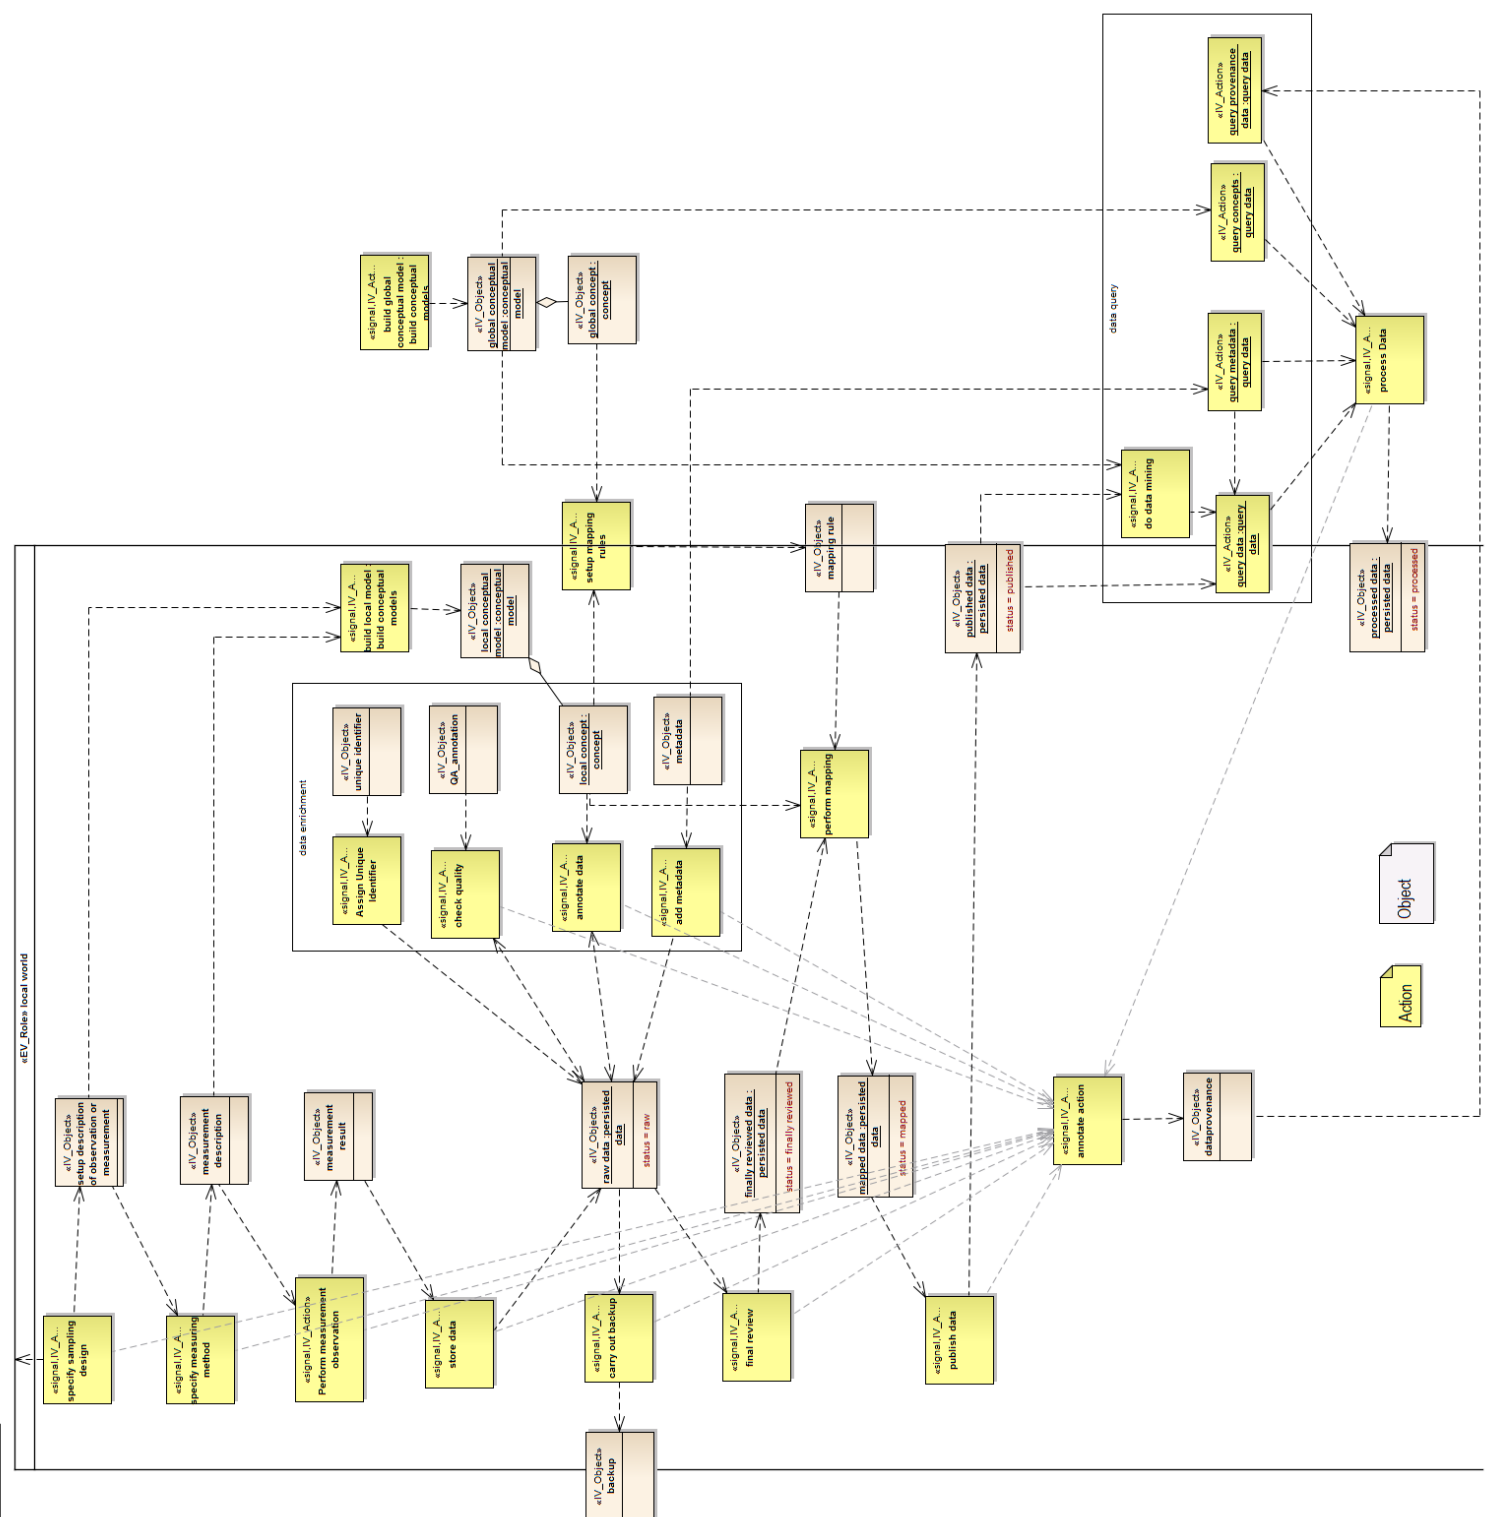 «EV_Role» local world
«signal,IV_A...
specify sampling
design
«signal,IV_A...
specify measuring
method
«signal,IV_Action»
Perform measurement
observation
«signal,IV_A...
store data
«signal,IV_A...
carry out backup
«signal,IV_A...
final review
«signal,IV_A...
publish data
«IV_Object»
backup
«IV_Object»
setup description
of observation or
measurement
«IV_Object»
measurement
description
«IV_Object»
measurement
result
«IV_Object»
raw data :persisted
data
status = raw
«IV_Object»
finally reviewed data :
persisted data
status = finally reviewed
«IV_Object»
mapped data :persisted
data
status = mapped
«signal,IV_A...
annotate action
«IV_Object»
dataprovenance
data enrichment
«signal,IV_A...
Assign Unique
Identifier
«signal,IV_A...
check quality
«signal,IV_A...
annotate data
«signal,IV_A...
add metadata
«IV_Object»
unique identifier
«IV_Object»
QA_annotation
«IV_Object»
local concept :
concept
«IV_Object»
metadata
«signal,IV_A...
perform mapping
Action
Object
«signal,IV_A...
build local model :
build conceptual
models
«IV_Object»
local conceptual
model :conceptual
model
«signal,IV_A...
setup mapping
rules
«IV_Object»
mapping rule
«IV_Object»
published data :
persisted data
status = published
«IV_Object»
processed data :
persisted data
status = processed
«signal,IV_Act...
build global
conceptual model :
build conceptual
models
«IV_Object»
global conceptual
model :conceptual
model
«IV_Object»
global concept :
concept
data query
«signal,IV_A...
do data mining
«IV_Action»
query data :query
data
«IV_Action»
query metadata :
query data
«IV_Action»
query concepts :
query data
«IV_Action»
query provenance
data :query data
«signal,IV_A...
process Data